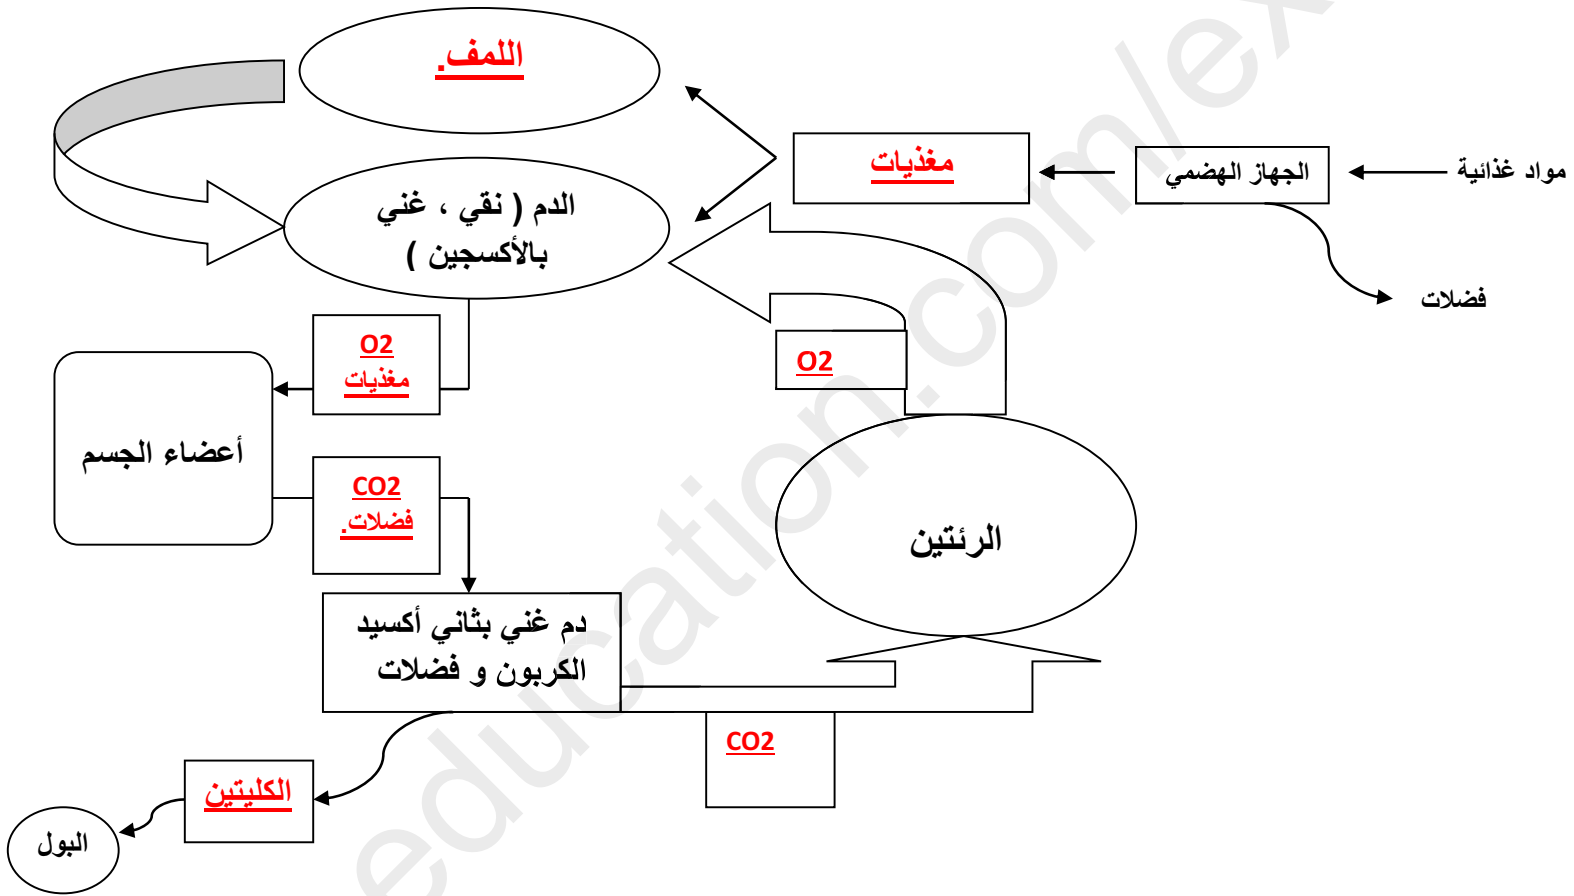 اللمف.
مغذيات
الجهاز الهضمي
مواد غذائية
الدم ( نقي ، غني
بالأكسجين )
فضلات
O2
مغذيات
O2
أعضاء الجسم
CO2
فضلات.
الرئتين
دم غني بثاني أكسيد
الكربون و فضلات
CO2
الكليتين
البول
education.com/ex